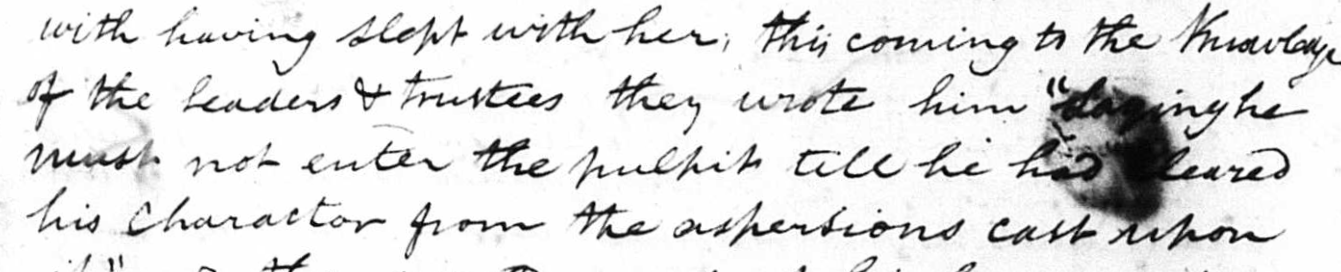 with having slept with her; this coming to the Knowledge
of the leaders & trustees they wrote him "saying he
must not enter the pulpit till he had cleared
his charactor from the aspersions cast upon